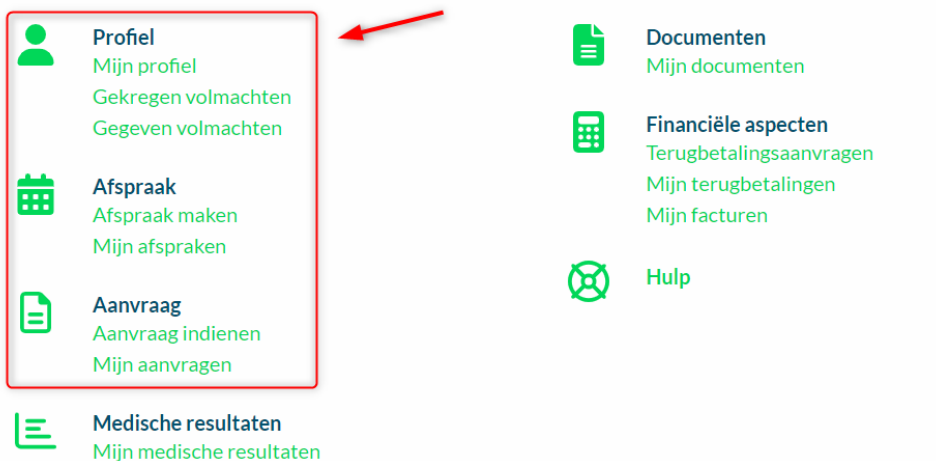 Profiel
Mijn profiel
Gekregen volmachten
Gegeven volmachten
Afspraak
Afspraak maken
Mijn afspraken
Aanvraag
Aanvraag indienen
Mijn aanvragen
Medische resultaten
Mijn medische resultaten
Documenten
Mijn documenten
Financiële aspecten
Terugbetalingsaanvragen
Mijn terugbetalingen
Mijn facturen
Hulp